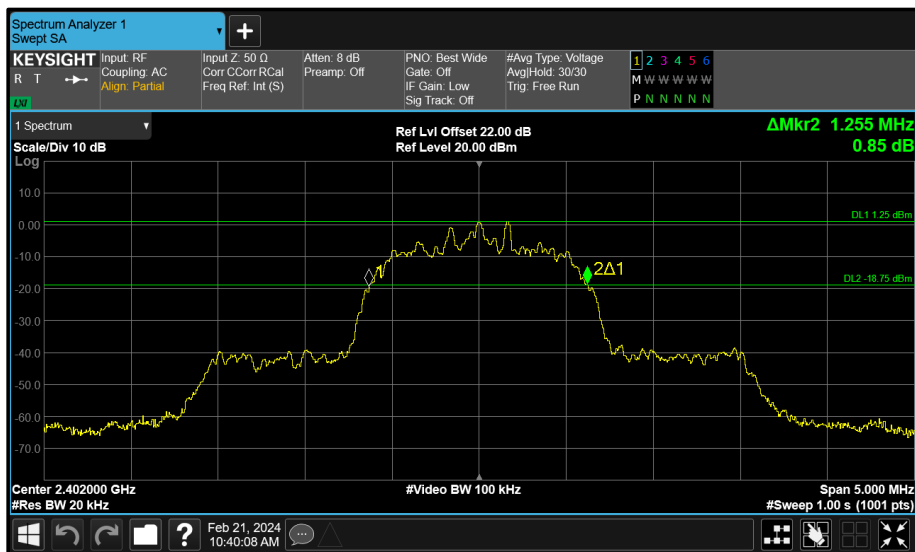 Spectrum Analyzer 1
Swept SA
KEYSIGHT
R T
LXI
Input: RF
Coupling: AC
Align: Partial
Input Z: 50 Ω
Corr CCorr RCal
Freq Ref: Int (S)
Atten: 8 dB
Preamp: Off
PNO: Best Wide
Gate: Off
IF Gain: Low
Sig Track: Off
#Avg Type: Voltage
Avg|Hold: 30/30
Trig: Free Run
1 2 3 4 5 6
M W W W W W
P N N N N N
1 Spectrum
Scale/Div 10 dB
Ref Lvl Offset 22.00 dB
Ref Level 20.00 dBm
ΔMkr2 1.255 MHz
0.85 dB
Log
10.0
0.00
-10.0
-20.0
-30.0
-40.0
-50.0
-60.0
-70.0
DL1 1.25 dBm
1
2Δ1
DL2 -18.75 dBm
Center 2.402000 GHz
#Video BW 100 kHz
Span 5.000 MHz
#Res BW 20 kHz
#Sweep 1.00 s (1001 pts)
?
Feb 21, 2024
10:40:08 AM